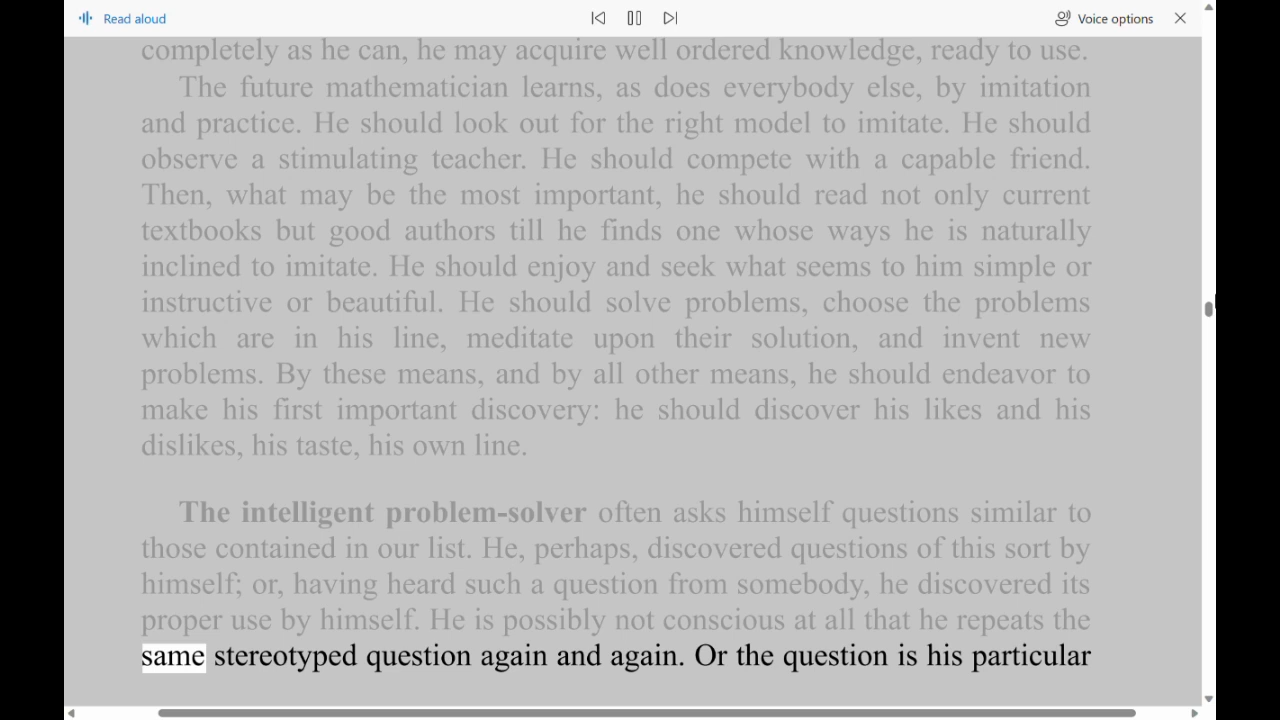 Read aloud
Voice options
completely as he can, he may acquire well ordered knowledge, ready to use.
The future mathematician learns, as does everybody else, by imitation
and practice. He should look out for the right model to imitate. He should
observe a stimulating teacher. He should compete with a capable friend.
Then, what may be the most important, he should read not only current
textbooks but good authors till he finds one whose ways he is naturally
inclined to imitate. He should enjoy and seek what seems to him simple or
instructive or beautiful. He should solve problems, choose the problems
which are in his line, meditate upon their solution, and invent new
problems. By these means, and by all other means, he should endeavor to
make his first important discovery: he should discover his likes and his
dislikes, his taste, his own line.
The intelligent problem-solver often asks himself questions similar to
those contained in our list. He, perhaps, discovered questions of this sort by
himself; or, having heard such a question from somebody, he discovered its
proper use by himself. He is possibly not conscious at all that he repeats the
same stereotyped question again and again. Or the question is his particular